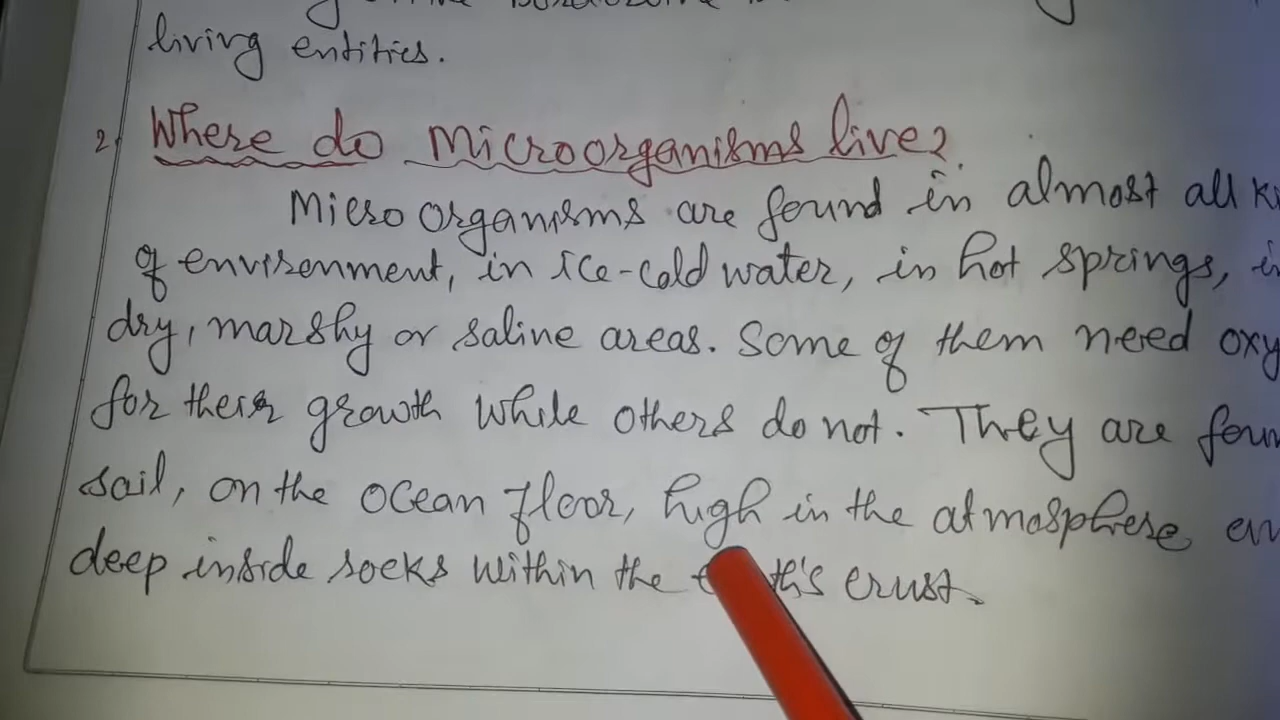 living entities.
2) Where do Microorganisms live?
Micro organisms are found in almost all
of environment, in ice-cold water, in hot springs,
dry, marshy or saline areas. Some of them need
for their growth while others do not. They are
soil, on the ocean floor, high in the atmosphere
deep inside rocks within the crust.